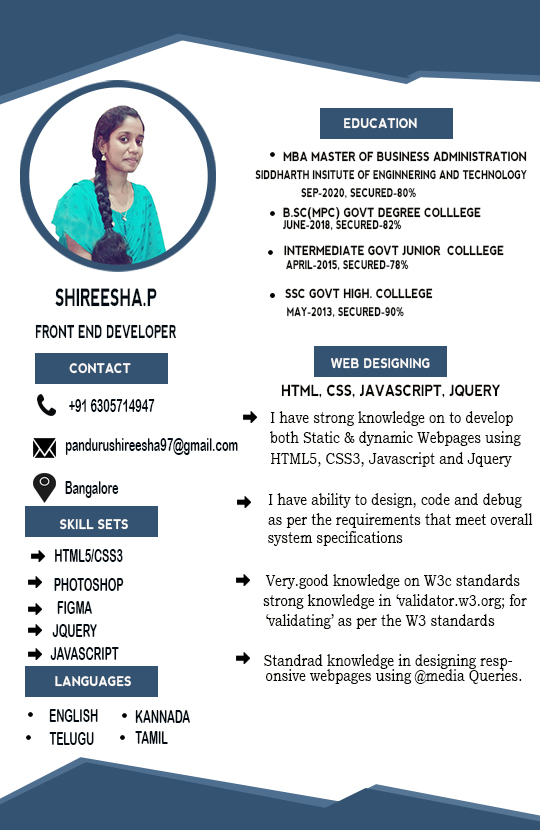 SHIREESHA.P
FRONT END DEVELOPER
CONTACT
+91 6305714947
pandurushireesha97@gmail.com
Bangalore
SKILL SETS
HTML5/CSS3
PHOTOSHOP
FIGMA
JQUERY
JAVASCRIPT
LANGUAGES
• ENGLISH • KANNADA
• TELUGU • TAMIL
EDUCATION
• MBA MASTER OF BUSINESS ADMINISTRATION
SIDDHARTH INSITUTE OF ENGINNERING AND TECHNOLOGY
SEP-2020, SECURED-80%
• B.SC(MPC) GOVT DEGREE COLLLEGE
JUNE-2018, SECURED-82%
• INTERMEDIATE GOVT JUNIOR COLLLEGE
APRIL-2015, SECURED-78%
• SSC GOVT HIGH. COLLLEGE
MAY-2013, SECURED-90%
WEB DESIGNING
HTML, CSS, JAVASCRIPT, JQUERY
I have strong knowledge on to develop
both Static & dynamic Webpages using
HTML5, CSS3, Javascript and Jquery
I have ability to design, code and debug
as per the requirements that meet overall
system specifications
Very.good knowledge on W3c standards
strong knowledge in ‘validator.w3.org; for
‘validating’ as per the W3 standards
Standrad knowledge in designing resp-
onsive webpages using @media Queries.